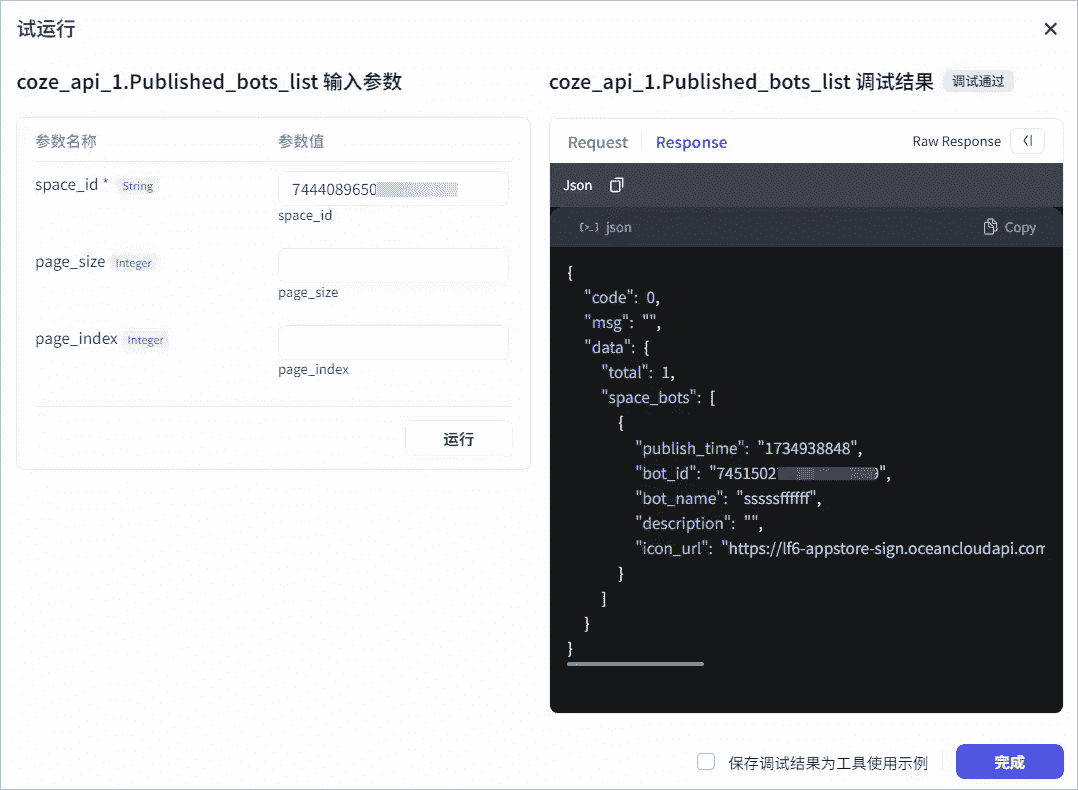 试运行
coze_api_1.Published_bots_list 输入参数
参数名称 参数值
space_id * String 7444089650
space_id
page_size Integer
page_size
page_index Integer
page_index
运行
coze_api_1.Published_bots_list 调试结果 调试通过
Request Response Raw Response
Json
json Copy
{
"code": 0,
"msg": "",
"data": {
"total": 1,
"space_bots": [
{
"publish_time": "1734938848",
"bot_id": "7451502",
"bot_name": "sssssffffff",
"description": "",
"icon_url": "https://lf6-appstore-sign.oceancloudapi.com
}
]
}
}
保存调试结果为工具使用示例 完成